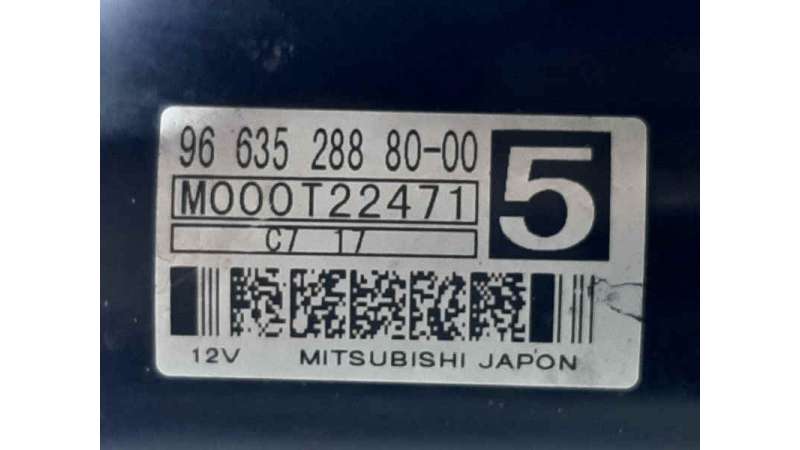 96 635 288 80-00
M000T22471
5
C7 17
12V MITSUBISHI JAPON